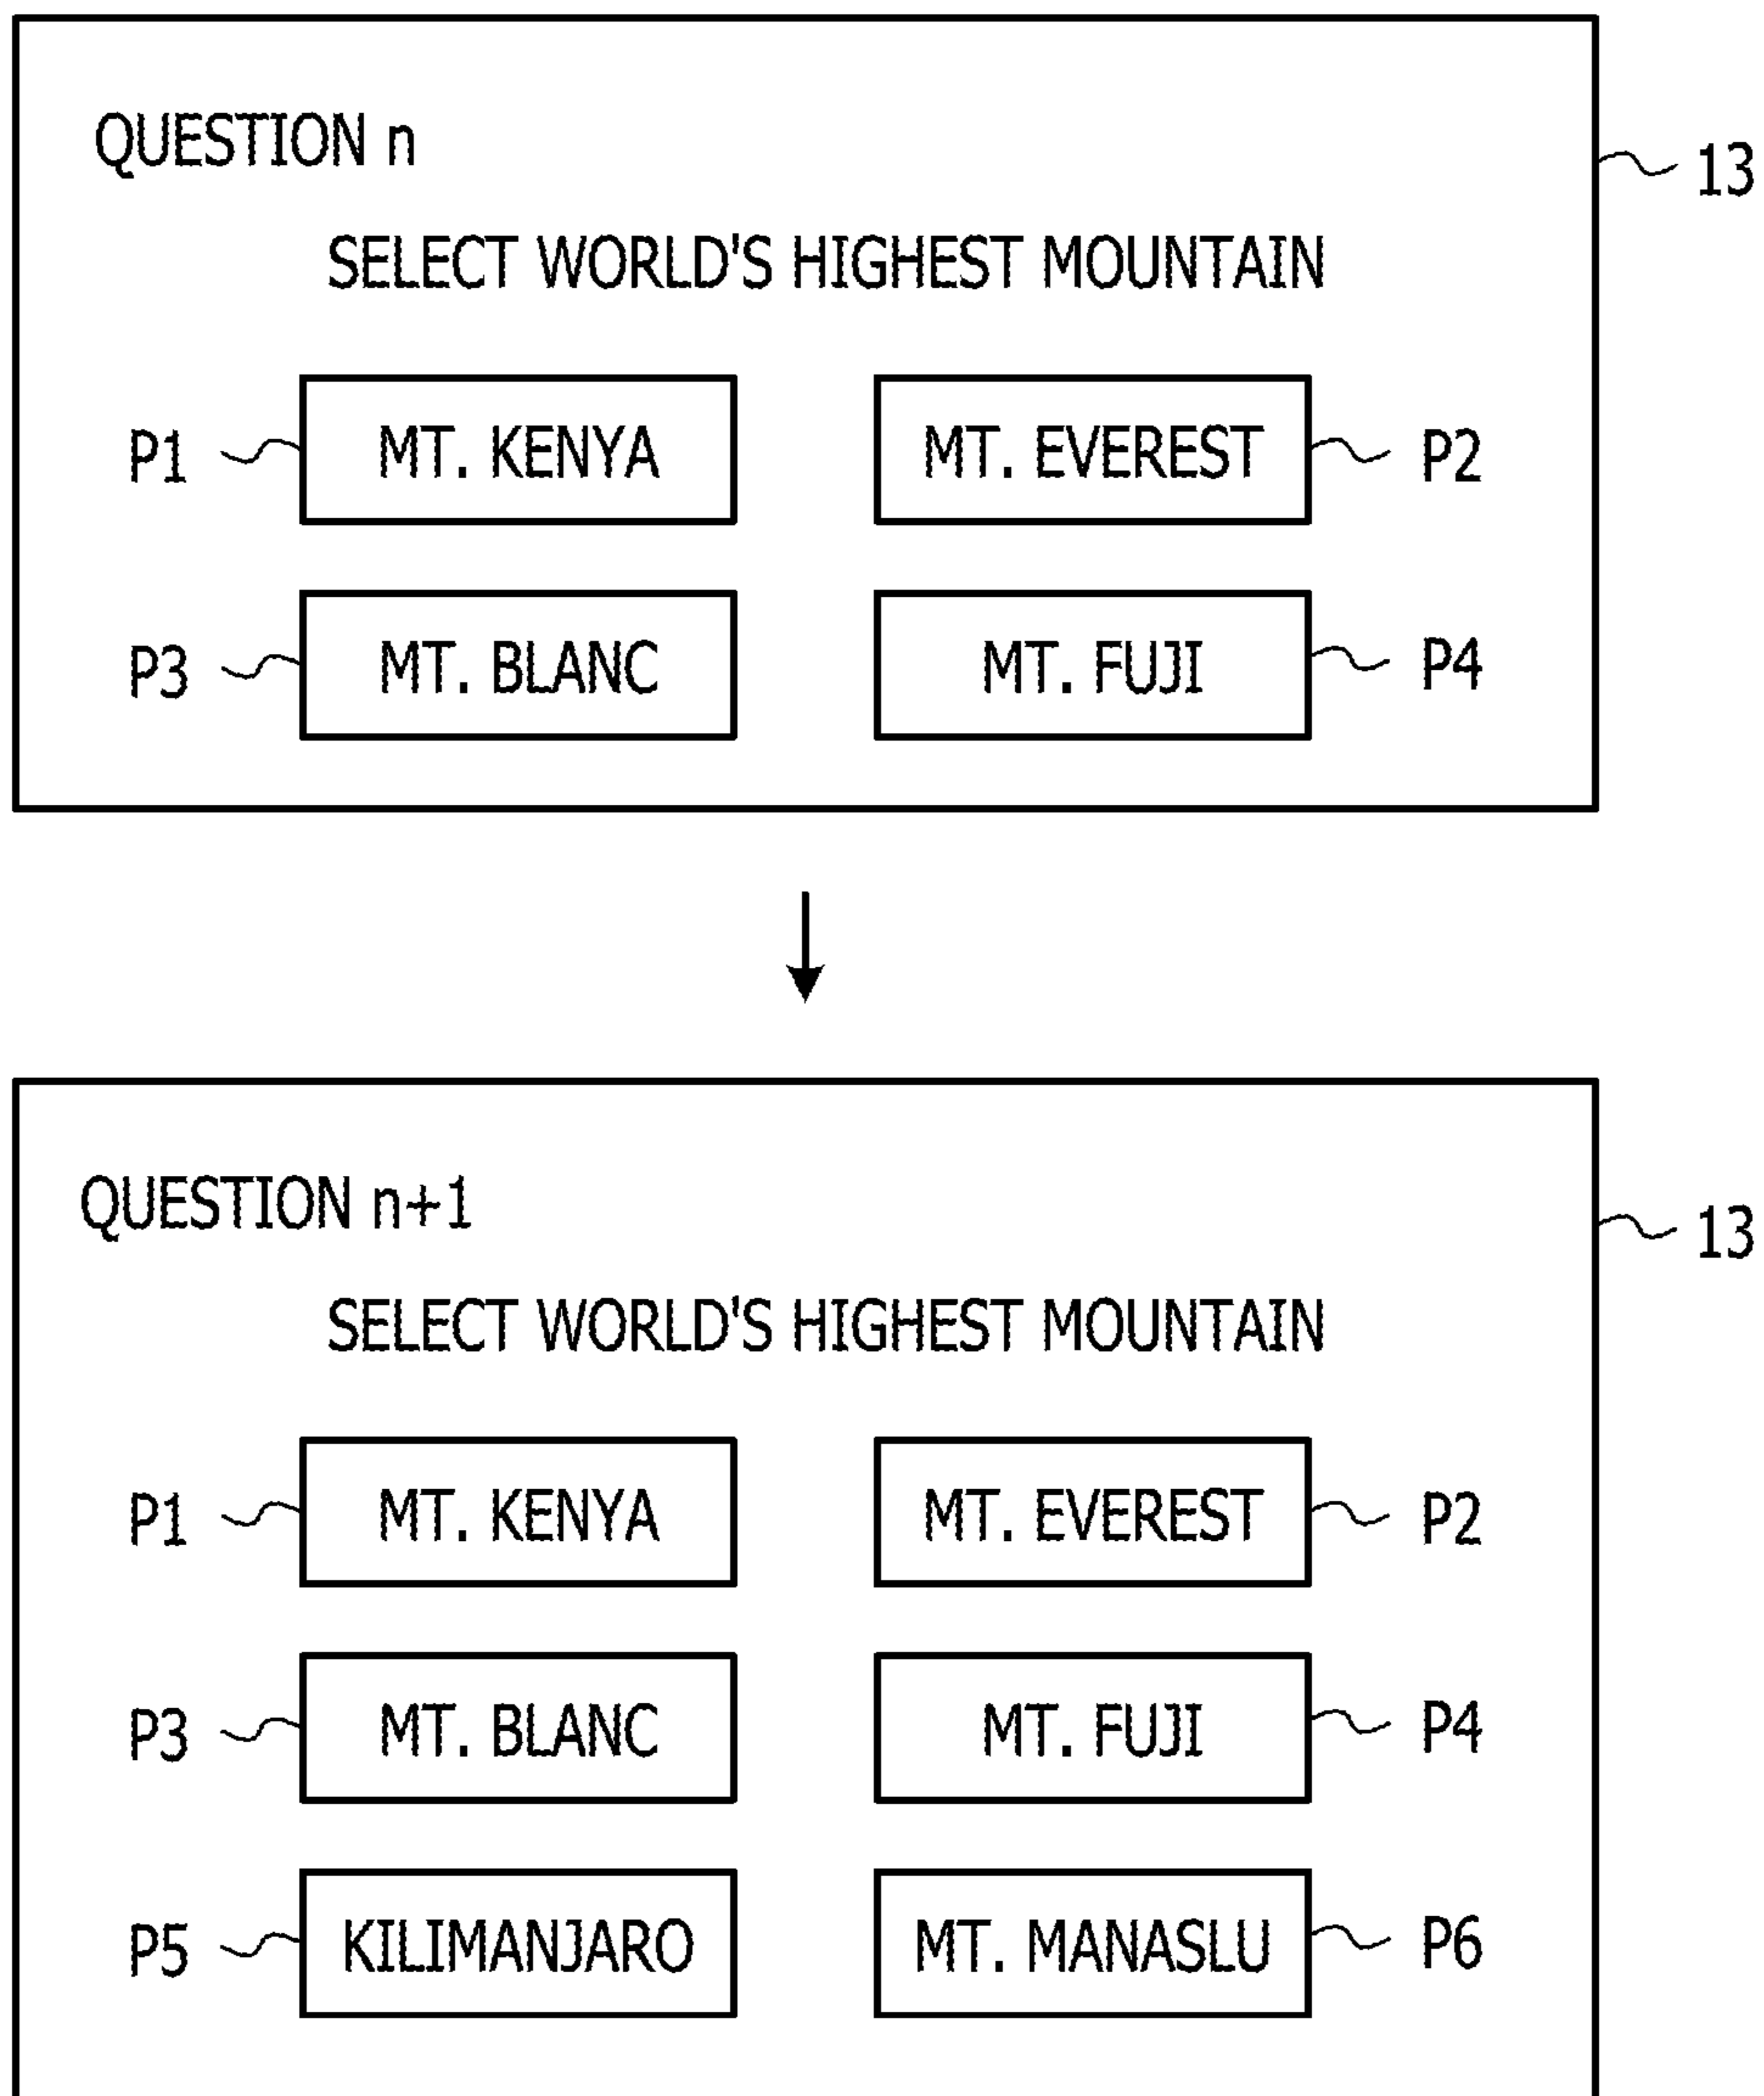 QUESTION n
13
SELECT WORLD'S HIGHEST MOUNTAIN
P1 MT. KENYA MT. EVEREST P2
P3 MT. BLANC MT. FUJI P4
QUESTION n+1
13
SELECT WORLD'S HIGHEST MOUNTAIN
P1 MT. KENYA MT. EVEREST P2
P3 MT. BLANC MT. FUJI P4
P5 KILIMANJARO MT. MANASLU P6